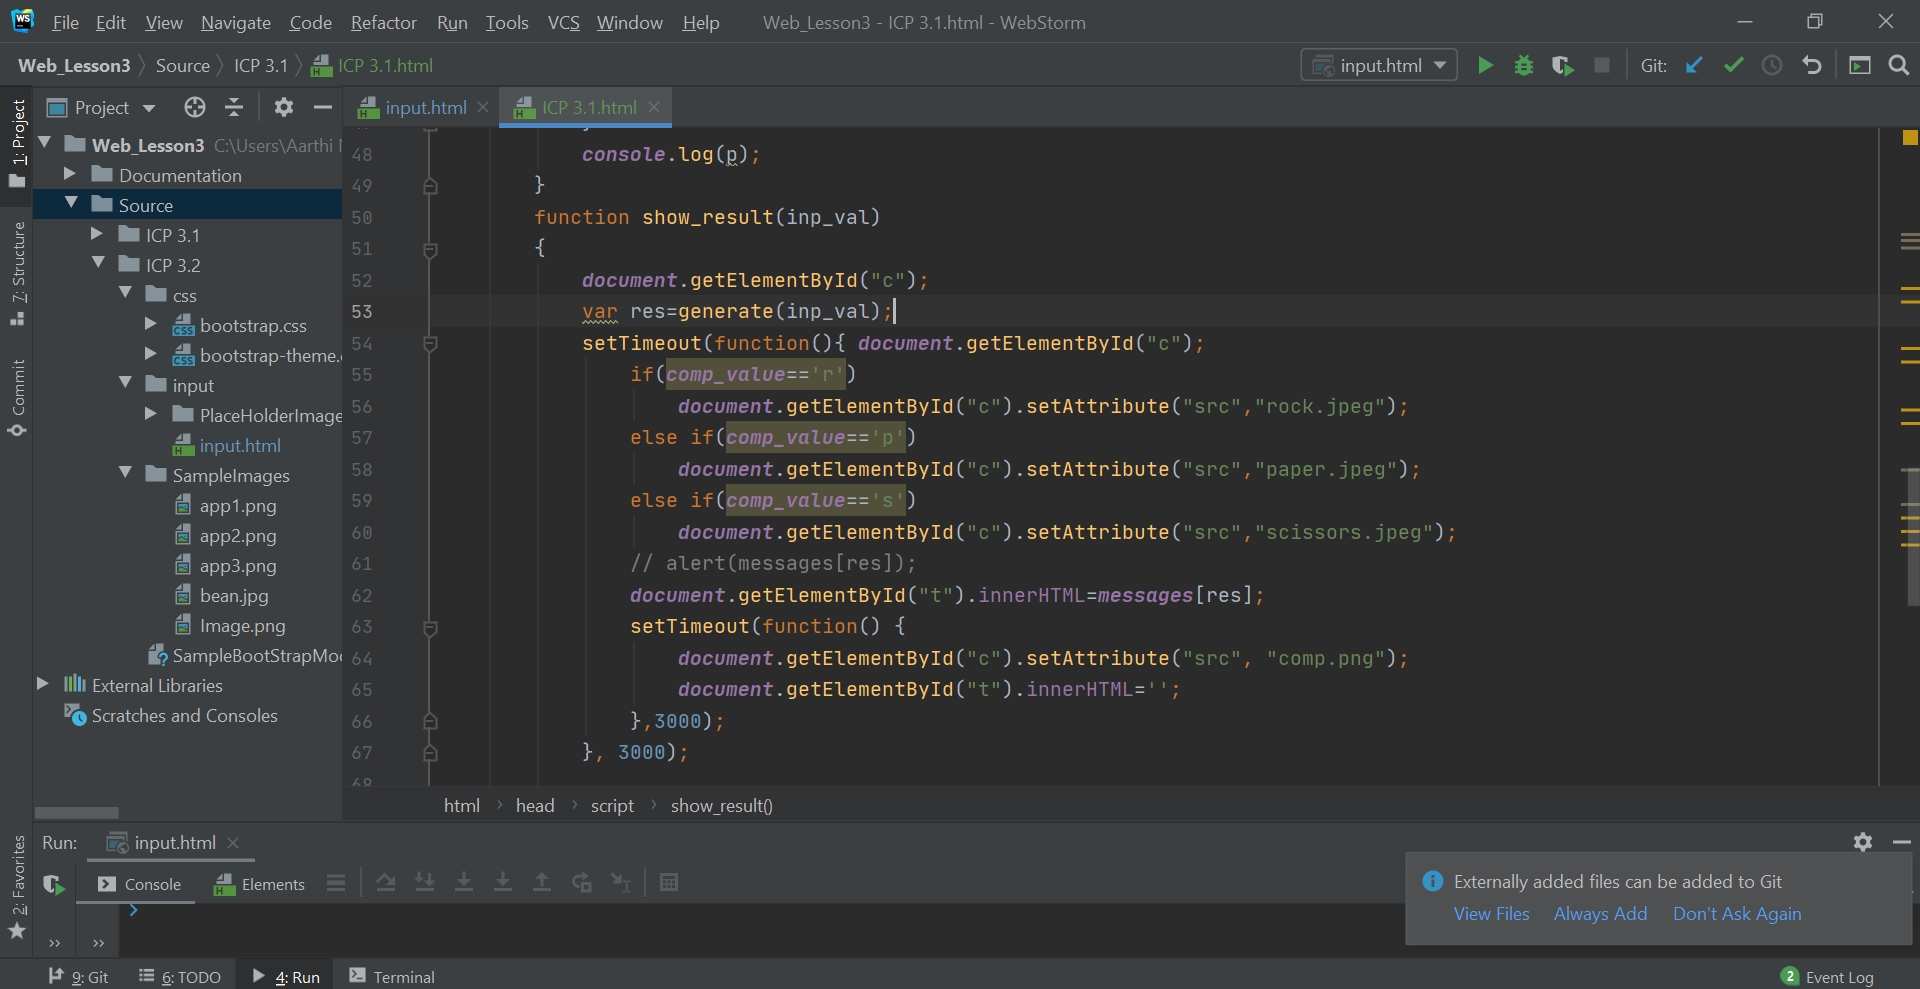 WS File Edit View Navigate Code Refactor Run Tools VCS Window Help Web_Lesson3 - ICP 3.1.html - WebStorm
Web_Lesson3 Source ICP 3.1 ICP 3.1.html input.html Git:
Project input.html ICP 3.1.html
1: Project
7: Structure
Commit
2: Favorites
Web_Lesson3 C:\Users\Aarthi
Documentation
Source
ICP 3.1
ICP 3.2
css
bootstrap.css
bootstrap-theme.
input
PlaceHolderImage
input.html
SampleImages
app1.png
app2.png
app3.png
bean.jpg
Image.png
SampleBootStrapMo
External Libraries
Scratches and Consoles
48 console.log(p);
49 }
50 function show_result(inp_val)
51 {
52 document.getElementById("c");
53 var res=generate(inp_val);
54 setTimeout(function(){ document.getElementById("c");
55 if(comp_value=='r')
56 document.getElementById("c").setAttribute("src","rock.jpeg");
57 else if(comp_value=='p')
58 document.getElementById("c").setAttribute("src","paper.jpeg");
59 else if(comp_value=='s')
60 document.getElementById("c").setAttribute("src","scissors.jpeg");
61 // alert(messages[res]);
62 document.getElementById("t").innerHTML=messages[res];
63 setTimeout(function() {
64 document.getElementById("c").setAttribute("src", "comp.png");
65 document.getElementById("t").innerHTML='';
66 },3000);
67 }, 3000);
68
html head script show_result()
Run: input.html
Console Elements
Externally added files can be added to Git
View Files Always Add Don't Ask Again
9: Git 6: TODO 4: Run Terminal 2 Event Log